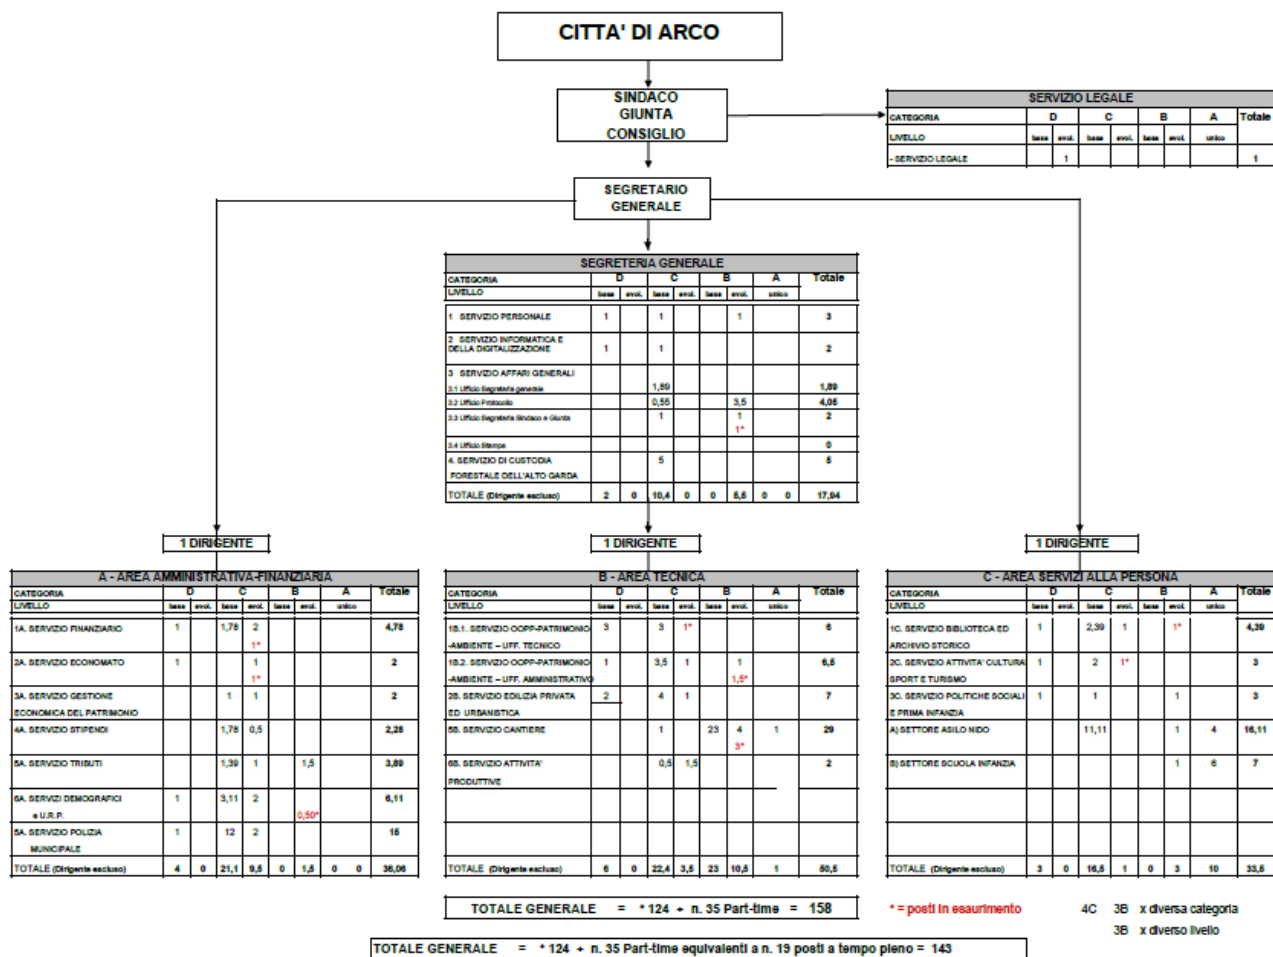 CITTA' DI ARCO
SINDACO
GIUNTA
CONSIGLIO
SERVIZIO LEGALE
CATEGORIA D C B A Totale
LIVELLO base evol. base evol. base evol. unico
- SERVIZIO LEGALE 1 1
SEGRETARIO
GENERALE
SEGRETERIA GENERALE
CATEGORIA D C B A Totale
LIVELLO base evol. base evol. base evol. unico
1 SERVIZIO PERSONALE 1 1 1 3
2 SERVIZIO INFORMATICA E
DELLA DIGITALIZZAZIONE 1 1 2
3 SERVIZIO AFFARI GENERALI
3.1 Ufficio Segreteria generale 1,89 1,89
3.2 Ufficio Protocollo 0,55 3,5 4,05
3.3 Ufficio Segreteria Sindaco e Giunta 1 1 2
1*
3.4 Ufficio Stampa 0
4. SERVIZIO DI CUSTODIA 5 5
FORESTALE DELL'ALTO GARDA
TOTALE (Dirigente escluso) 2 0 10,4 0 0 5,5 0 0 17,94
1 DIRIGENTE
A - AREA AMMINISTRATIVA-FINANZIARIA
CATEGORIA D C B A Totale
LIVELLO base evol. base evol. base evol. unico
1A. SERVIZIO FINANZIARIO 1 1,78 2 4,78
1*
2A. SERVIZIO ECONOMATO 1 1 2
1*
3A. SERVIZIO GESTIONE 1 1 2
ECONOMICA DEL PATRIMONIO
4A. SERVIZIO STIPENDI 1,78 0,5 2,28
5A. SERVIZIO TRIBUTI 1,39 1 1,5 3,89
6A. SERVIZI DEMOGRAFICI 1 3,11 2 6,11
e U.R.P. 0,50*
5A. SERVIZIO POLIZIA 1 12 2 15
MUNICIPALE
TOTALE (Dirigente escluso) 4 0 21,1 9,5 0 1,5 0 0 36,06
1 DIRIGENTE
B - AREA TECNICA
CATEGORIA D C B A Totale
LIVELLO base evol. base evol. base evol. unico
1B.1. SERVIZIO OOPP-PATRIMONIO 3 3 1* 6
-AMBIENTE – UFF. TECNICO
1B.2. SERVIZIO OOPP-PATRIMONIO 1 3,5 1 1 6,5
-AMBIENTE – UFF. AMMINISTRATIVO 1,5*
2B. SERVIZIO EDILIZIA PRIVATA 2 4 1 7
ED URBANISTICA
5B. SERVIZIO CANTIERE 1 23 4 1 29
3*
6B. SERVIZIO ATTIVITA' 0,5 1,5 2
PRODUTTIVE
TOTALE (Dirigente escluso) 6 0 22,4 3,5 23 10,5 1 50,5
1 DIRIGENTE
C - AREA SERVIZI ALLA PERSONA
CATEGORIA D C B A Totale
LIVELLO base evol. base evol. base evol. unico
1C. SERVIZIO BIBLIOTECA ED 1 2,39 1 1* 4,39
ARCHIVIO STORICO
2C. SERVIZIO ATTIVITA' CULTURA 1 2 1* 3
SPORT E TURISMO
3C. SERVIZIO POLITICHE SOCIALI 1 1 1 3
E PRIMA INFANZIA
A) SETTORE ASILO NIDO 11,11 1 4 16,11
B) SETTORE SCUOLA INFANZIA 1 6 7
TOTALE (Dirigente escluso) 3 0 16,5 1 0 3 10 33,5
TOTALE GENERALE = * 124 + n. 35 Part-time = 158
* = posti in esaurimento
4C 3B x diversa categoria
3B x diverso livello
TOTALE GENERALE = * 124 + n. 35 Part-time equivalenti a n. 19 posti a tempo pieno = 143